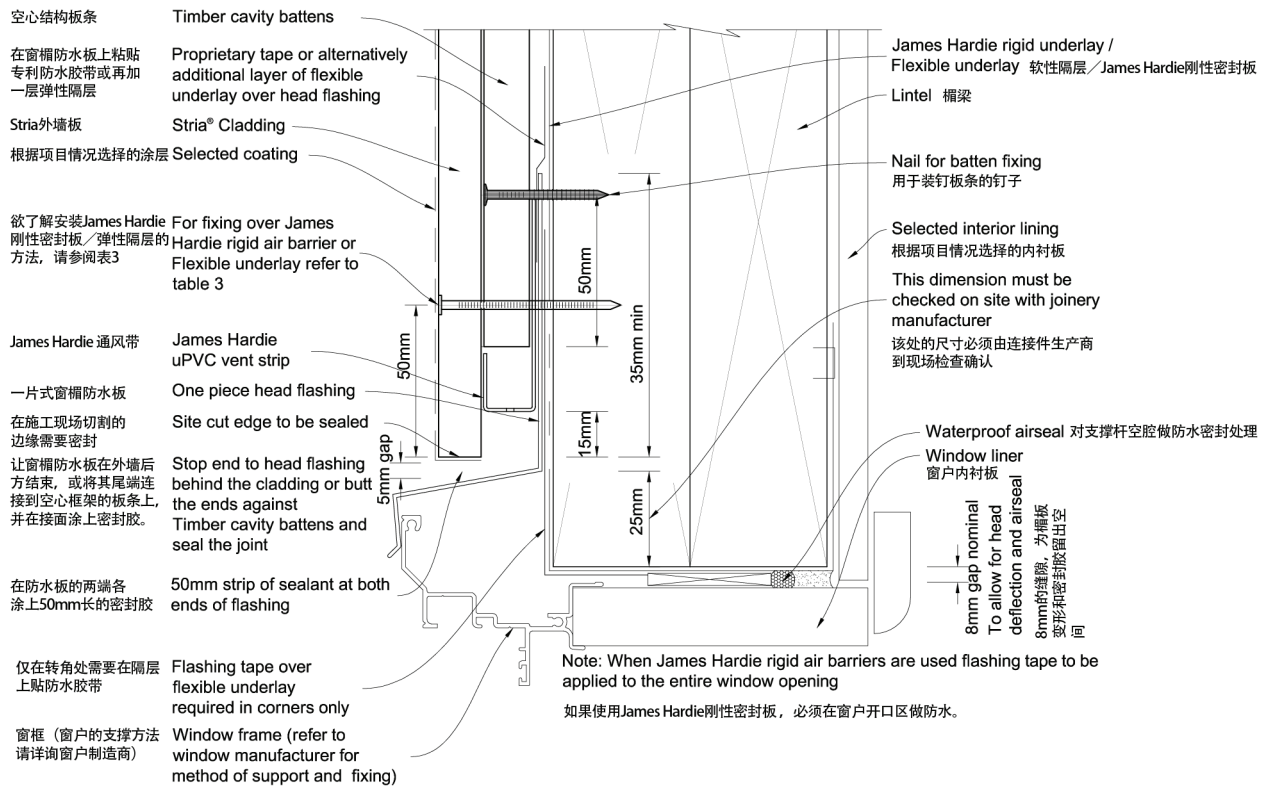 空心结构板条
Timber cavity battens
在窗楣防水板上粘贴
专利防水胶带或再加
一层弹性隔层
Proprietary tape or alternatively
additional layer of flexible
underlay over head flashing
Stria外墙板
Stria® Cladding
根据项目情况选择的涂层
Selected coating
欲了解安装James Hardie
刚性密封板／弹性隔层的
方法，请参阅表3
For fixing over James
Hardie rigid air barrier or
Flexible underlay refer to
table 3
James Hardie 通风带
James Hardie
uPVC vent strip
一片式窗楣防水板
One piece head flashing
在施工现场切割的
边缘需要密封
Site cut edge to be sealed
让窗楣防水板在外墙后
方结束，或将其尾端连
接到空心框架的板条上，
并在接面涂上密封胶。
Stop end to head flashing
behind the cladding or butt
the ends against
Timber cavity battens and
seal the joint
在防水板的两端各
涂上50mm长的密封胶
50mm strip of sealant at both
ends of flashing
仅在转角处需要在隔层
上贴防水胶带
Flashing tape over
flexible underlay
required in corners only
窗框（窗户的支撑方法
请详询窗户制造商）
Window frame (refer to
window manufacturer for
method of support and fixing)
50mm
5mm gap
50mm
15mm
35mm min
25mm
James Hardie rigid underlay /
Flexible underlay 软性隔层／James Hardie刚性密封板
Lintel 楣梁
Nail for batten fixing
用于装钉板条的钉子
Selected interior lining
根据项目情况选择的内衬板
This dimension must be
checked on site with joinery
manufacturer
该处的尺寸必须由连接件生产商
到现场检查确认
Waterproof airseal 对支撑杆空腔做防水密封处理
Window liner
窗户内衬板
8mm gap nominal
To allow for head
deflection and airseal
8mm的缝隙，为楣板
变形和密封胶留出空
间
Note: When James Hardie rigid air barriers are used flashing tape to be
applied to the entire window opening
如果使用James Hardie刚性密封板，必须在窗户开口区做防水。